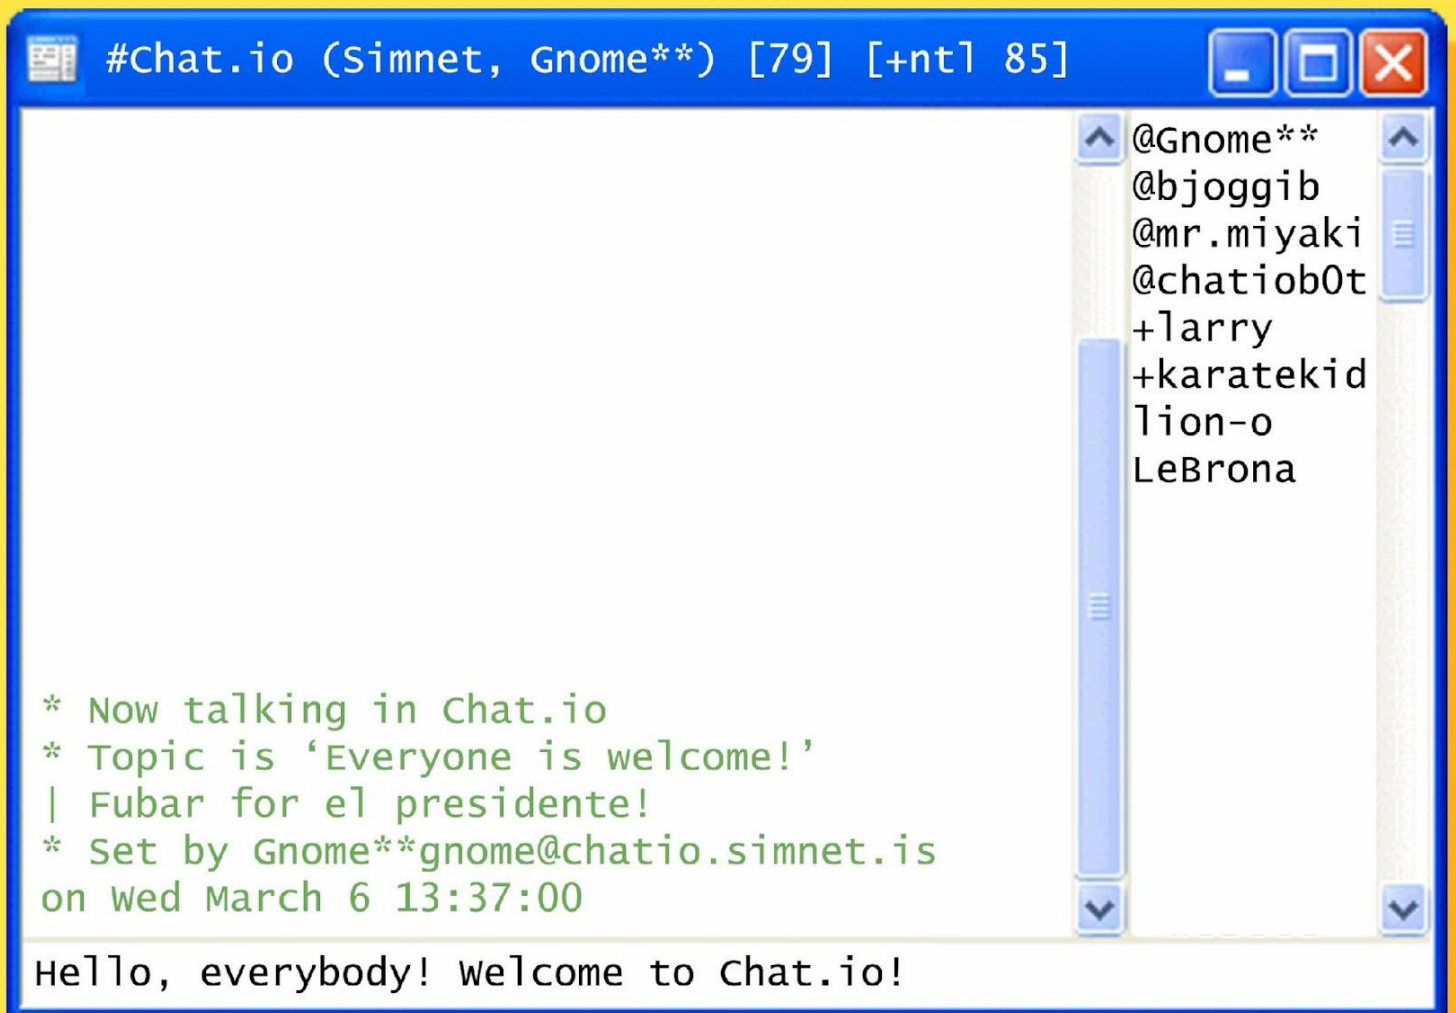 #Chat.io (Simnet, Gnome**) [79] [+ntl 85]
* Now talking in Chat.io
* Topic is ‘Everyone is welcome!’
| Fubar for el presidente!
* Set by Gnome**gnome@chatio.simnet.is
on Wed March 6 13:37:00
Hello, everybody! Welcome to Chat.io!
@Gnome**
@bjoggib
@mr.miyaki
@chatiob0t
+larry
+karatekid
lion-o
LeBrona